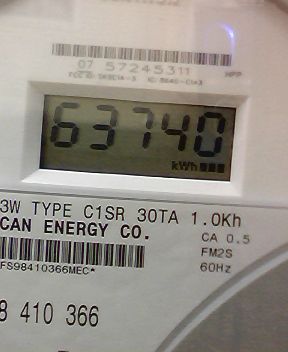 07 57245311 HPP
63740
kWh
3W TYPE C1SR 30TA 1.0Kh
CAN ENERGY CO.
CA 0.5
FM2S
FS98410366MEC*
60Hz
8 410 366